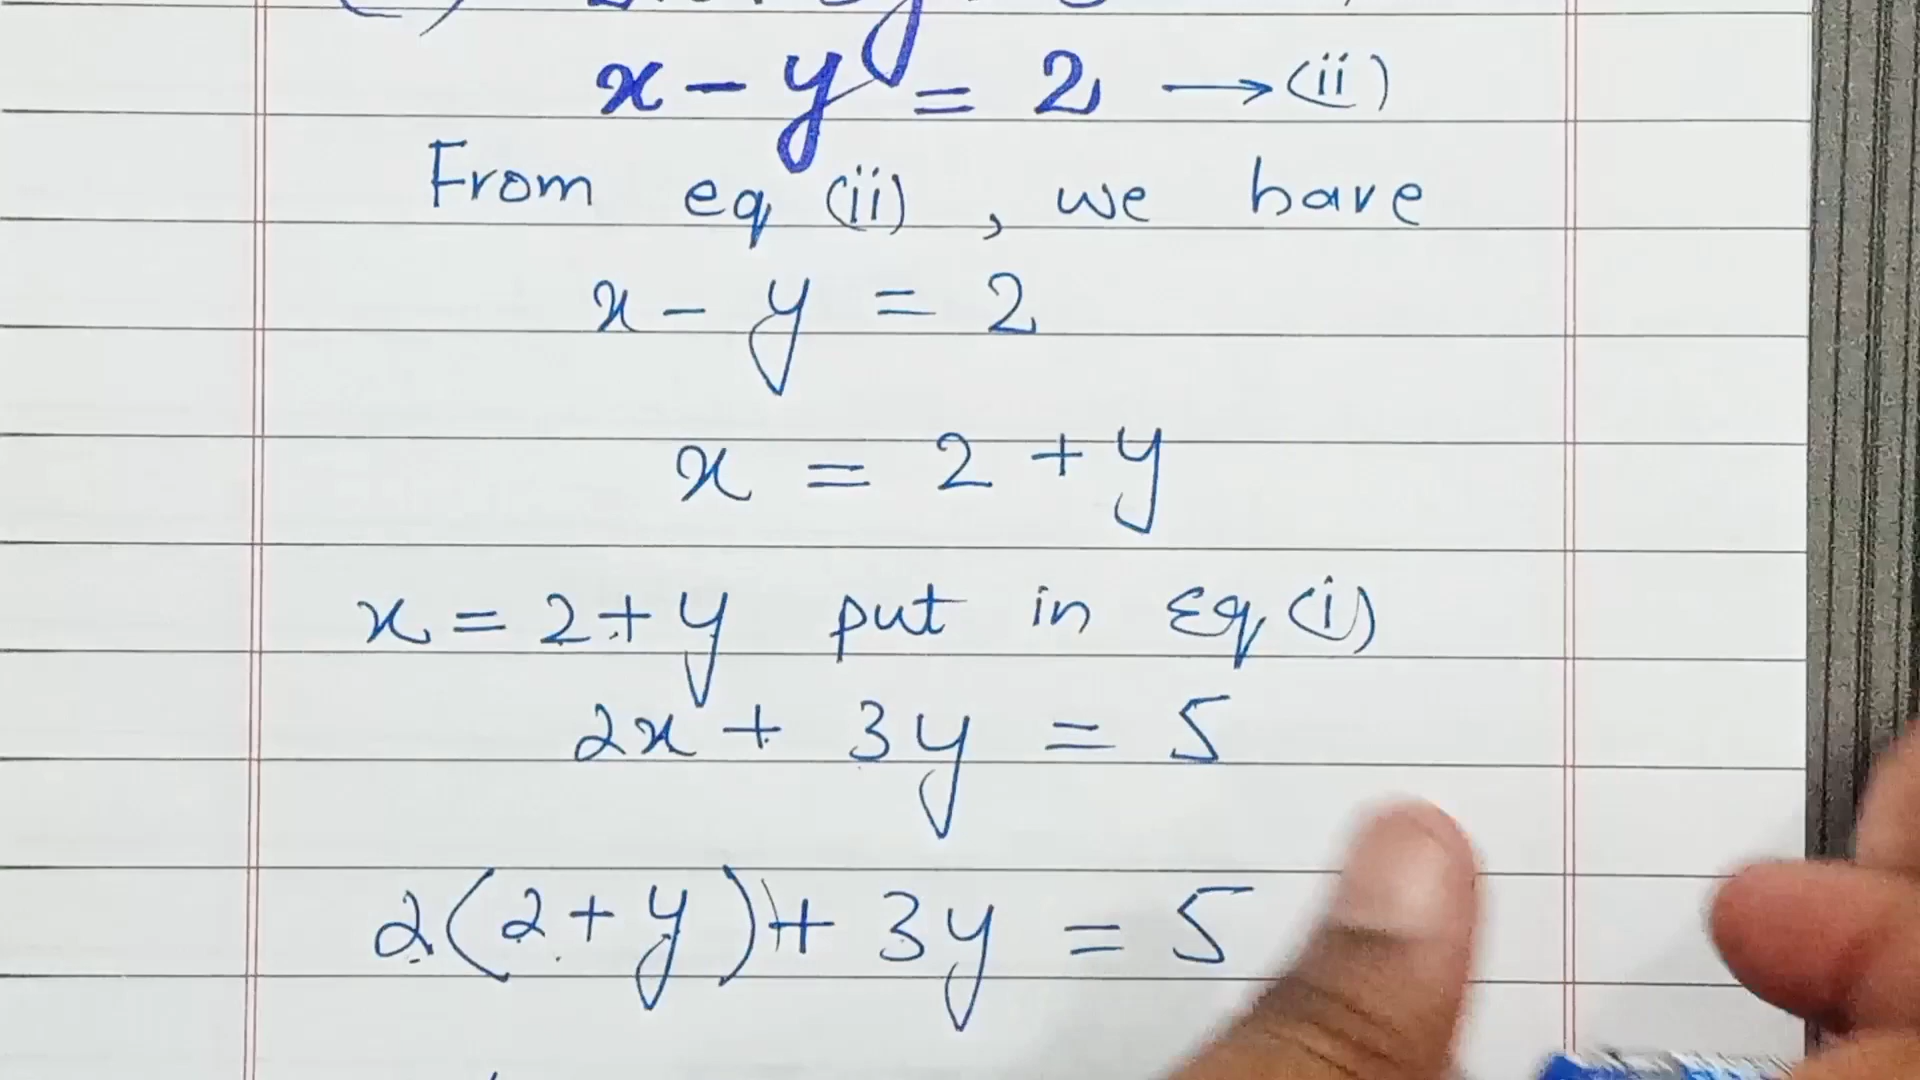 x - y = 2 → (ii)
From eq (ii), we have
x - y = 2
x = 2 + y
x = 2 + y put in Eq (i)
2x + 3y = 5
2(2 + y) + 3y = 5